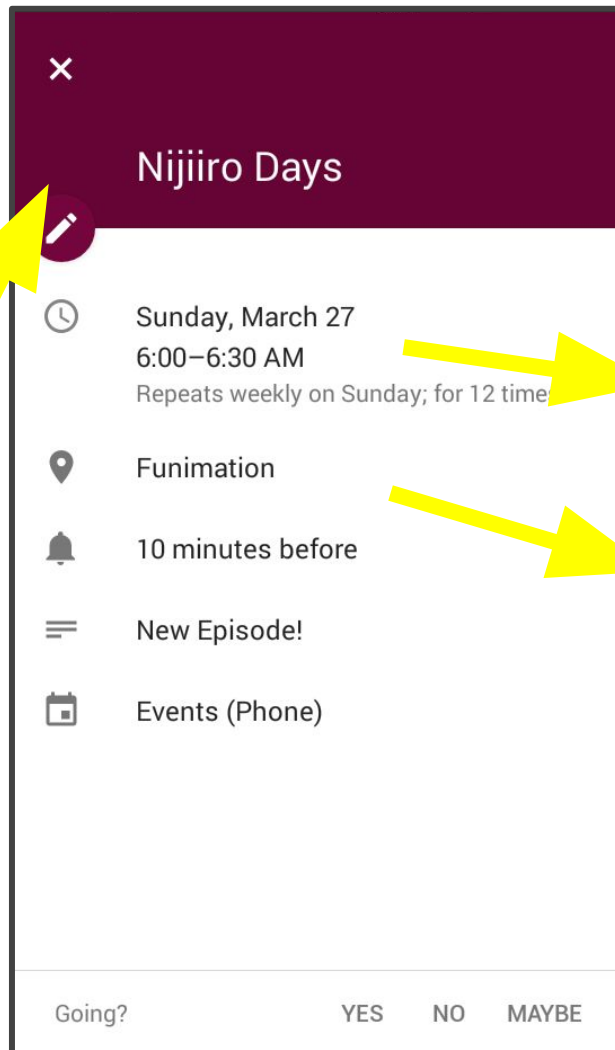 Nijiiro Days
Sunday, March 27
6:00–6:30 AM
Repeats weekly on Sunday; for 12 time
Funimation
10 minutes before
New Episode!
Events (Phone)
Going? YES NO MAYBE